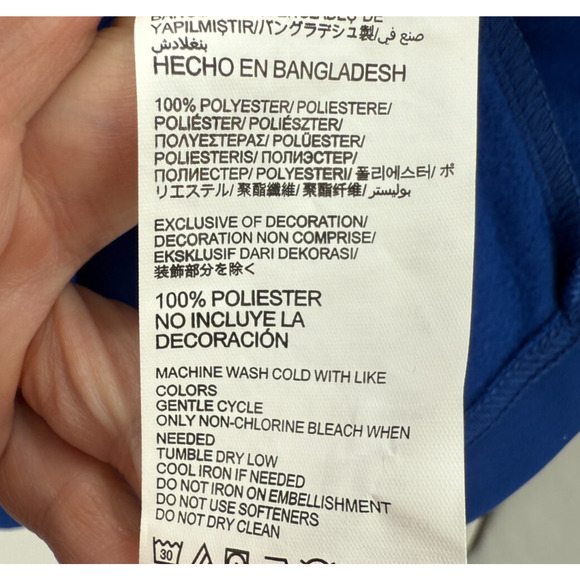 YAPILMIŞTIR/バングラデシュ製/صنع في
بنغلادش
HECHO EN BANGLADESH
100% POLYESTER/ POLIESTERE/
POLIÉSTER/ POLIÉSZTER/
ΠΟΛΥΕΣΤΕΡΑΣ/ POLÜESTER/
POLIESTERIS/ ПОЛИЭСТЕР/
ПОЛИЕСТЕР/ POLYESTERI/ 폴리에스터/ ポ
リエステル/ 聚酯纖維/ 聚酯纤维/ بوليستر
EXCLUSIVE OF DECORATION/
DECORATION NON COMPRISE/
EKSKLUSIF DARI DEKORASI/
装飾部分を除く
100% POLIESTER
NO INCLUYE LA
DECORACIÓN
MACHINE WASH COLD WITH LIKE
COLORS
GENTLE CYCLE
ONLY NON-CHLORINE BLEACH WHEN
NEEDED
TUMBLE DRY LOW
COOL IRON IF NEEDED
DO NOT IRON ON EMBELLISHMENT
DO NOT USE SOFTENERS
DO NOT DRY CLEAN
30